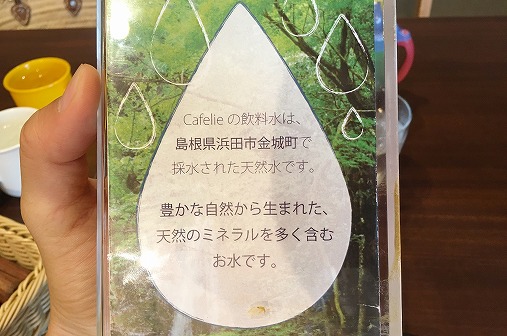 Cafelie の飲料水は、
島根県浜田市金城町で
採水された天然水です。
豊かな自然から生まれた、
天然のミネラルを多く含む
お水です。